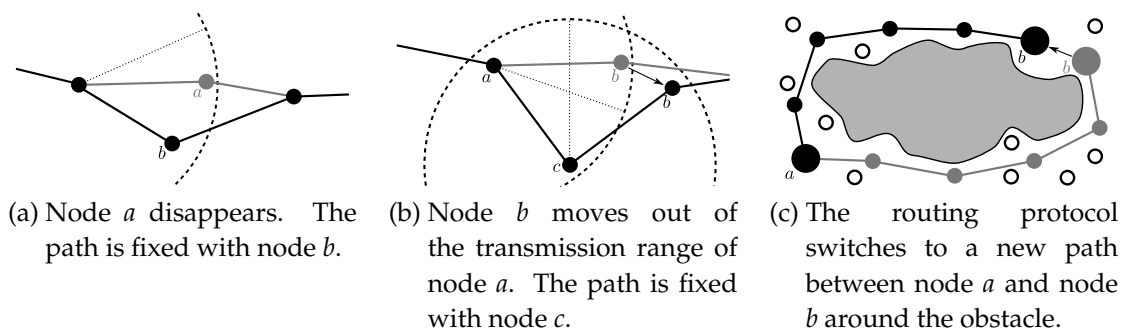 a
b
a
b
b
c
b
b
a
(a) Node a disappears. The
path is fixed with node b.
(b) Node b moves out of
the transmission range of
node a. The path is fixed
with node c.
(c) The routing protocol
switches to a new path
between node a and node
b around the obstacle.